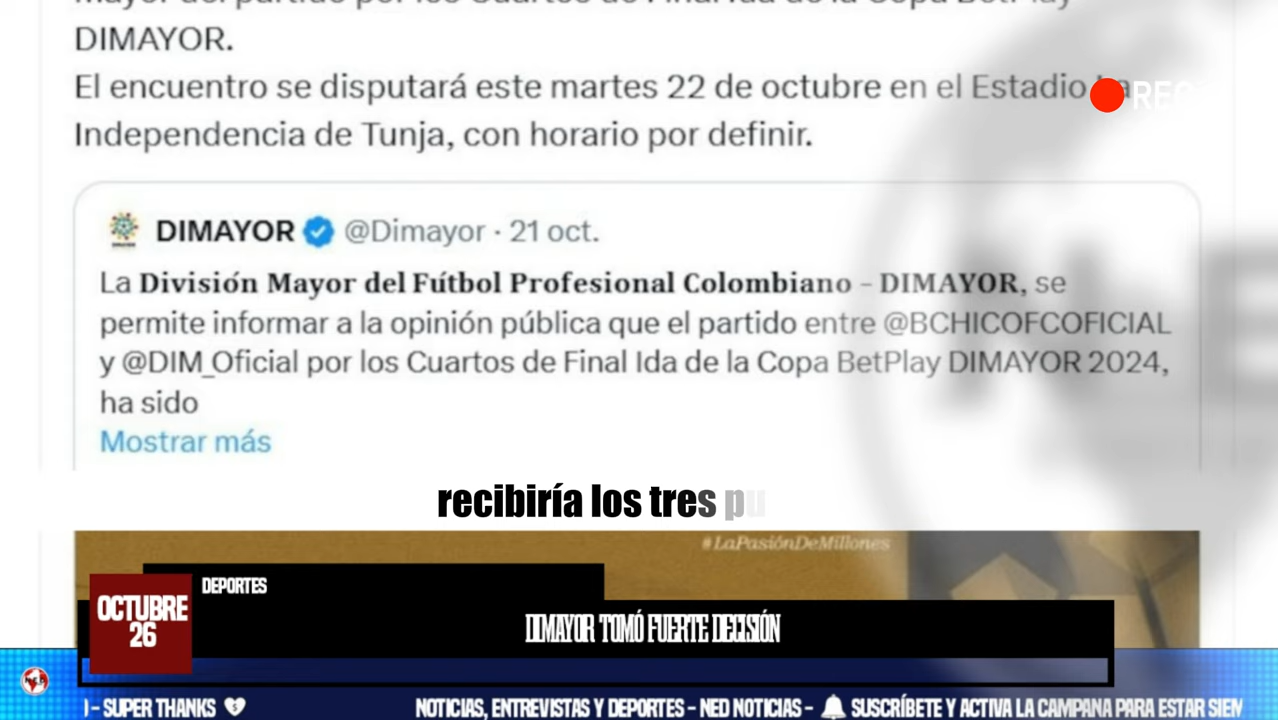 DIMAYOR.
El encuentro se disputará este martes 22 de octubre en el Estadio La
Independencia de Tunja, con horario por definir.
DIMAYOR @Dimayor · 21 oct.
La División Mayor del Fútbol Profesional Colombiano – DIMAYOR, se
permite informar a la opinión pública que el partido entre @BCHICOFCOFICIAL
y @DIM_Oficial por los Cuartos de Final Ida de la Copa BetPlay DIMAYOR 2024,
ha sido
Mostrar más
recibiría los tres pu
#LaPasiónDeMillones
DEPORTES
OCTUBRE
26
DIMAYOR TOMÓ FUERTE DECISIÓN
) – SUPER THANKS
NOTICIAS, ENTREVISTAS Y DEPORTES – NED NOTICIAS –
SUSCRÍBETE Y ACTIVA LA CAMPANA PARA ESTAR SIEM